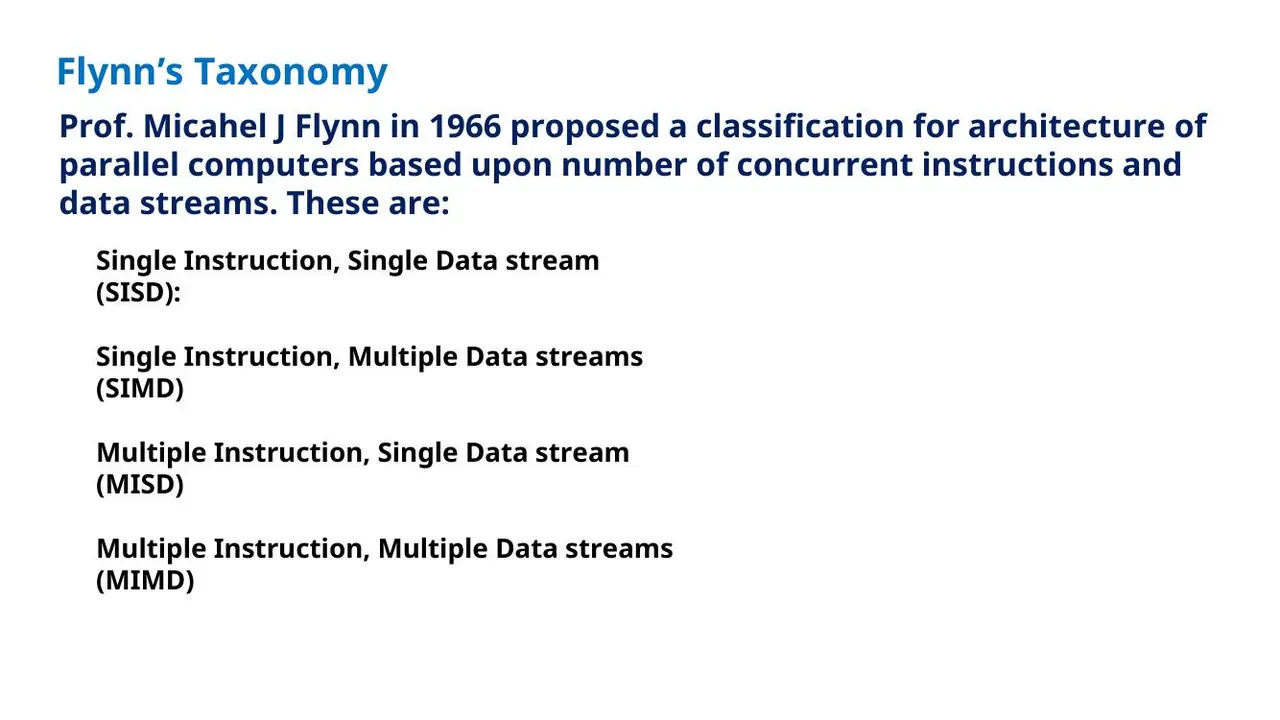 Flynn’s Taxonomy
Prof. Micahel J Flynn in 1966 proposed a classification for architecture of
parallel computers based upon number of concurrent instructions and
data streams. These are:
Single Instruction, Single Data stream
(SISD):
Single Instruction, Multiple Data streams
(SIMD)
Multiple Instruction, Single Data stream
(MISD)
Multiple Instruction, Multiple Data streams
(MIMD)